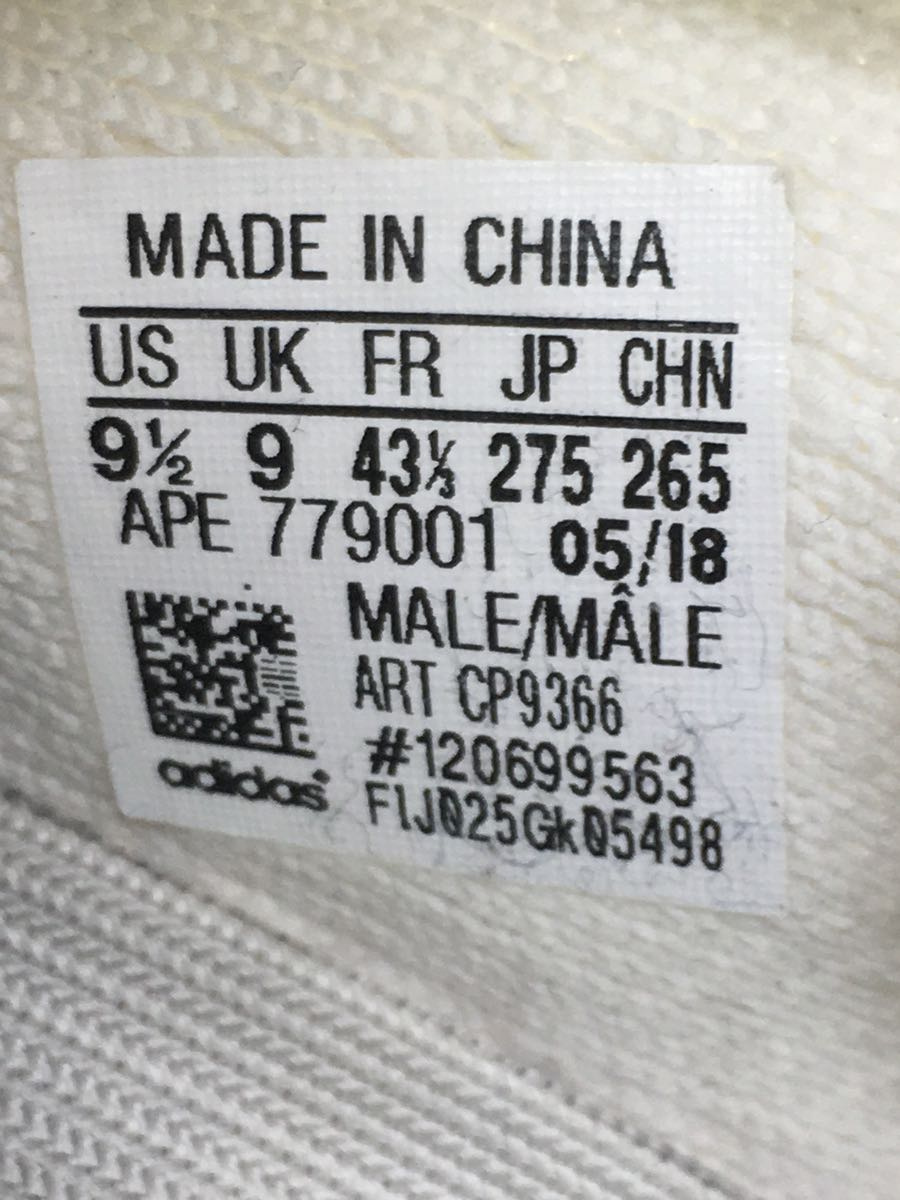 MADE IN CHINA
US UK FR JP CHN
9½ 9 43⅓ 275 265
APE 779001 05/18
MALE/MÂLE
ART CP9366
#120699563
adidas
FIJ025Gk05498